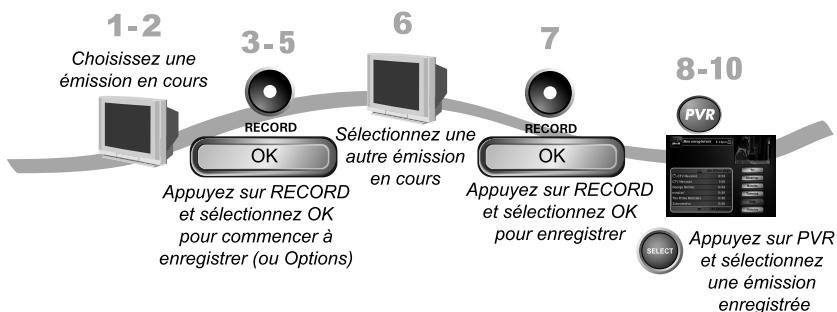 1-2
Choisissez une
émission en cours
3-5
RECORD
OK
Appuyez sur RECORD
et sélectionnez OK
pour commencer à
enregistrer (ou Options)
6
Sélectionnez une
autre émission
en cours
7
RECORD
OK
Appuyez sur RECORD
et sélectionnez OK
pour enregistrer
8-10
PVR
SELECT
Appuyez sur PVR
et sélectionnez
une émission
enregistrée